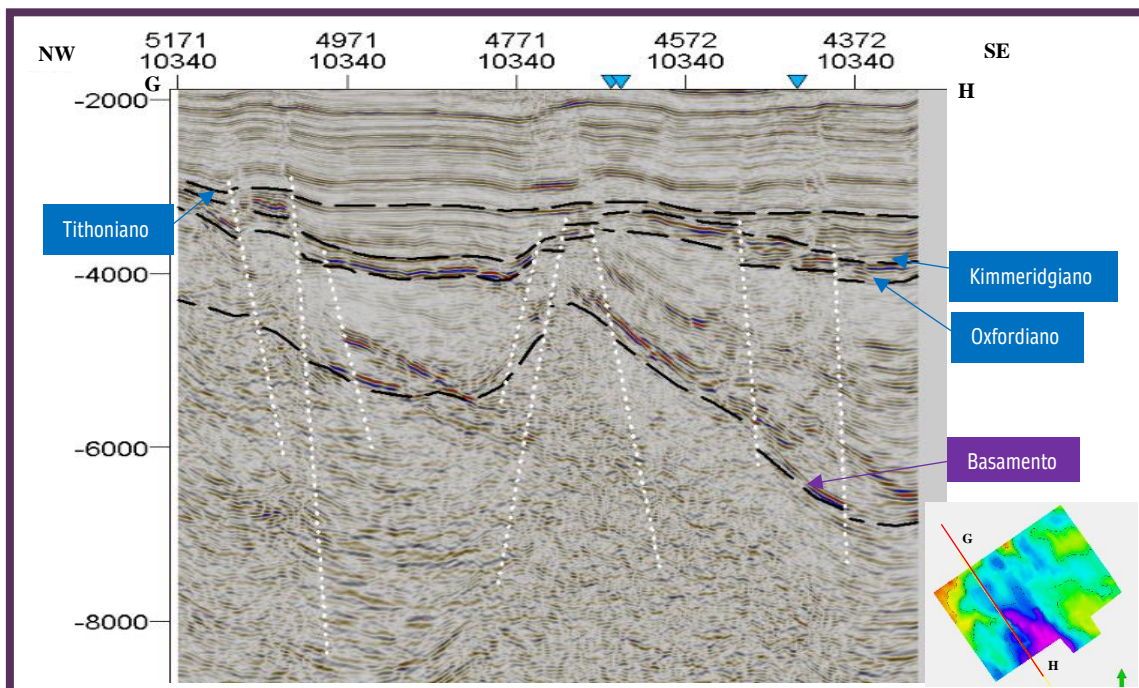 NW
5171 4971 4771 4572 4372
10340 10340 10340 10340 10340
SE
G
H
-2000
Tithoniano
-4000
Kimmeridgiano
Oxfordiano
-6000
Basamento
G
-8000
H